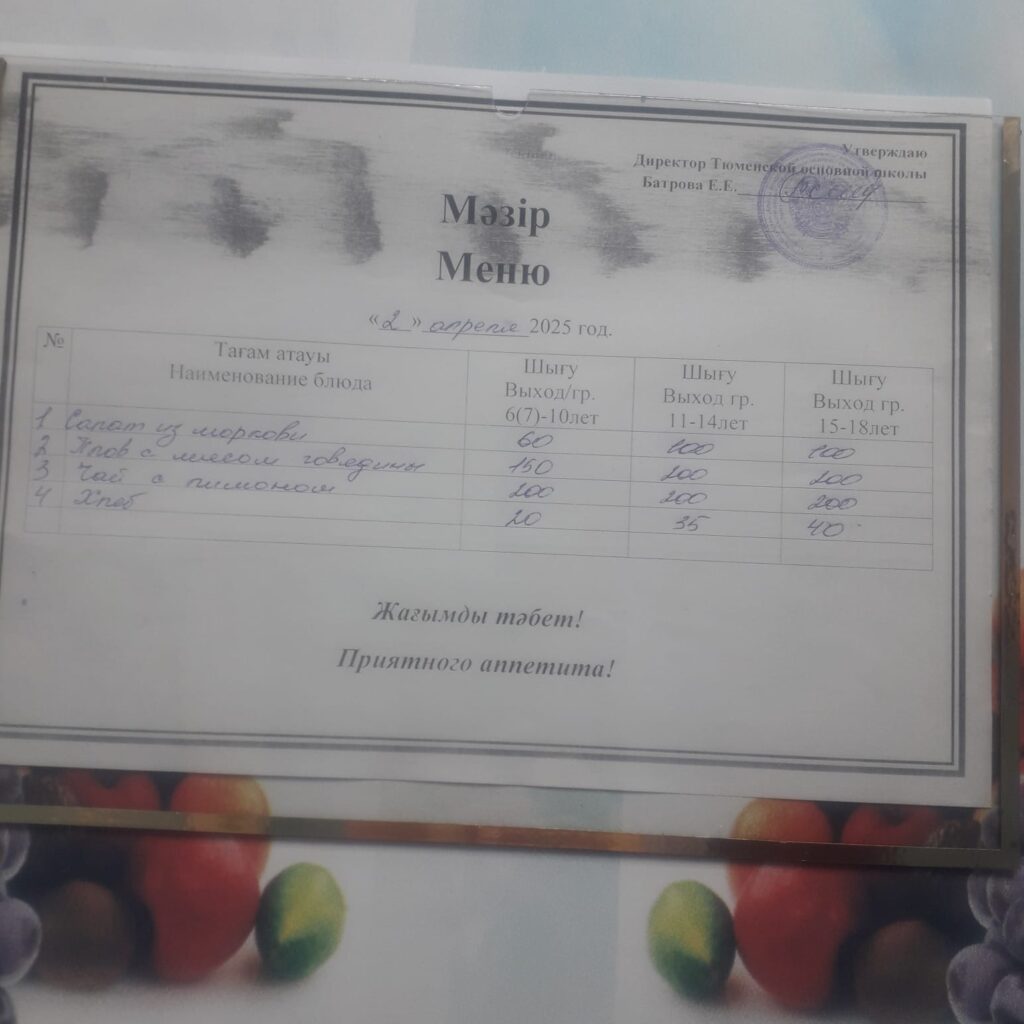 Утверждаю
Директор Тюменской основной школы
Батрова Е.Е.
Мәзір
Меню
«2» апреля 2025 год.
№ Тағам атауы Наименование блюда Шығу Выход/гр. 6(7)-10лет Шығу Выход гр. 11-14лет Шығу Выход гр. 15-18лет
1 Салат из моркови 60 100 100
2 Плов с мясом говядины 150 200 200
3 Чай с лимоном 200 200 200
4 Хлеб 20 35 40
Жағымды тәбет!
Приятного аппетита!